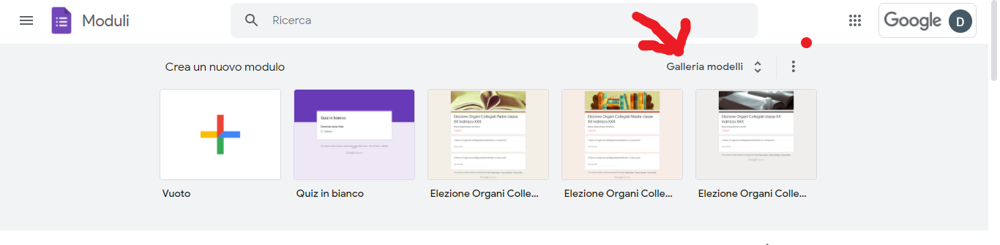 Moduli
Ricerca
Google
D
Crea un nuovo modulo
Galleria modelli
Quiz in bianco
Elezione Organi Collegiali Padre classe
XX indirizzo XXX
Elezione Organi Collegiali Madre classe
XX indirizzo XXX
Elezione Organi Collegiali classe XX
indirizzo XXX
Vuoto
Quiz in bianco
Elezione Organi Colle...
Elezione Organi Colle...
Elezione Organi Colle...